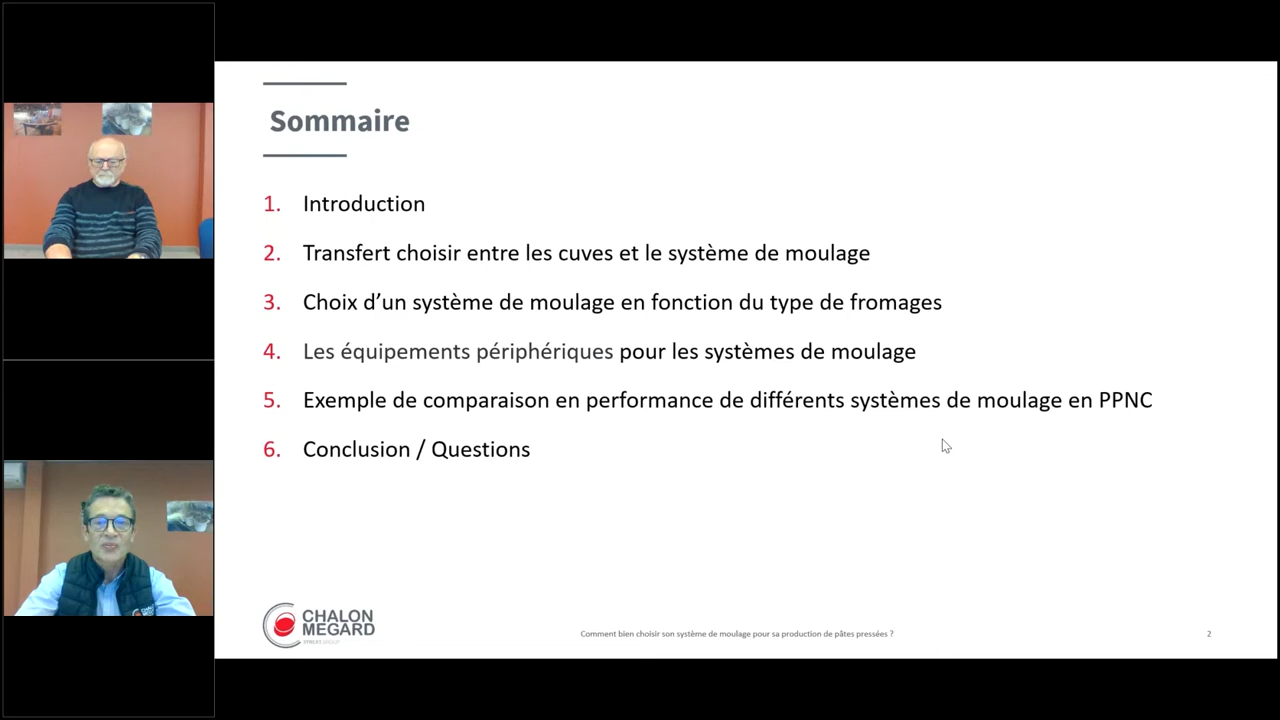 Sommaire
1. Introduction
2. Transfert choisir entre les cuves et le système de moulage
3. Choix d'un système de moulage en fonction du type de fromages
4. Les équipements périphériques pour les systèmes de moulage
5. Exemple de comparaison en performance de différents systèmes de moulage en PPNC
6. Conclusion / Questions
CHALON
MEGARD
Comment bien choisir son système de moulage pour sa production de pâtes pressées ?
2